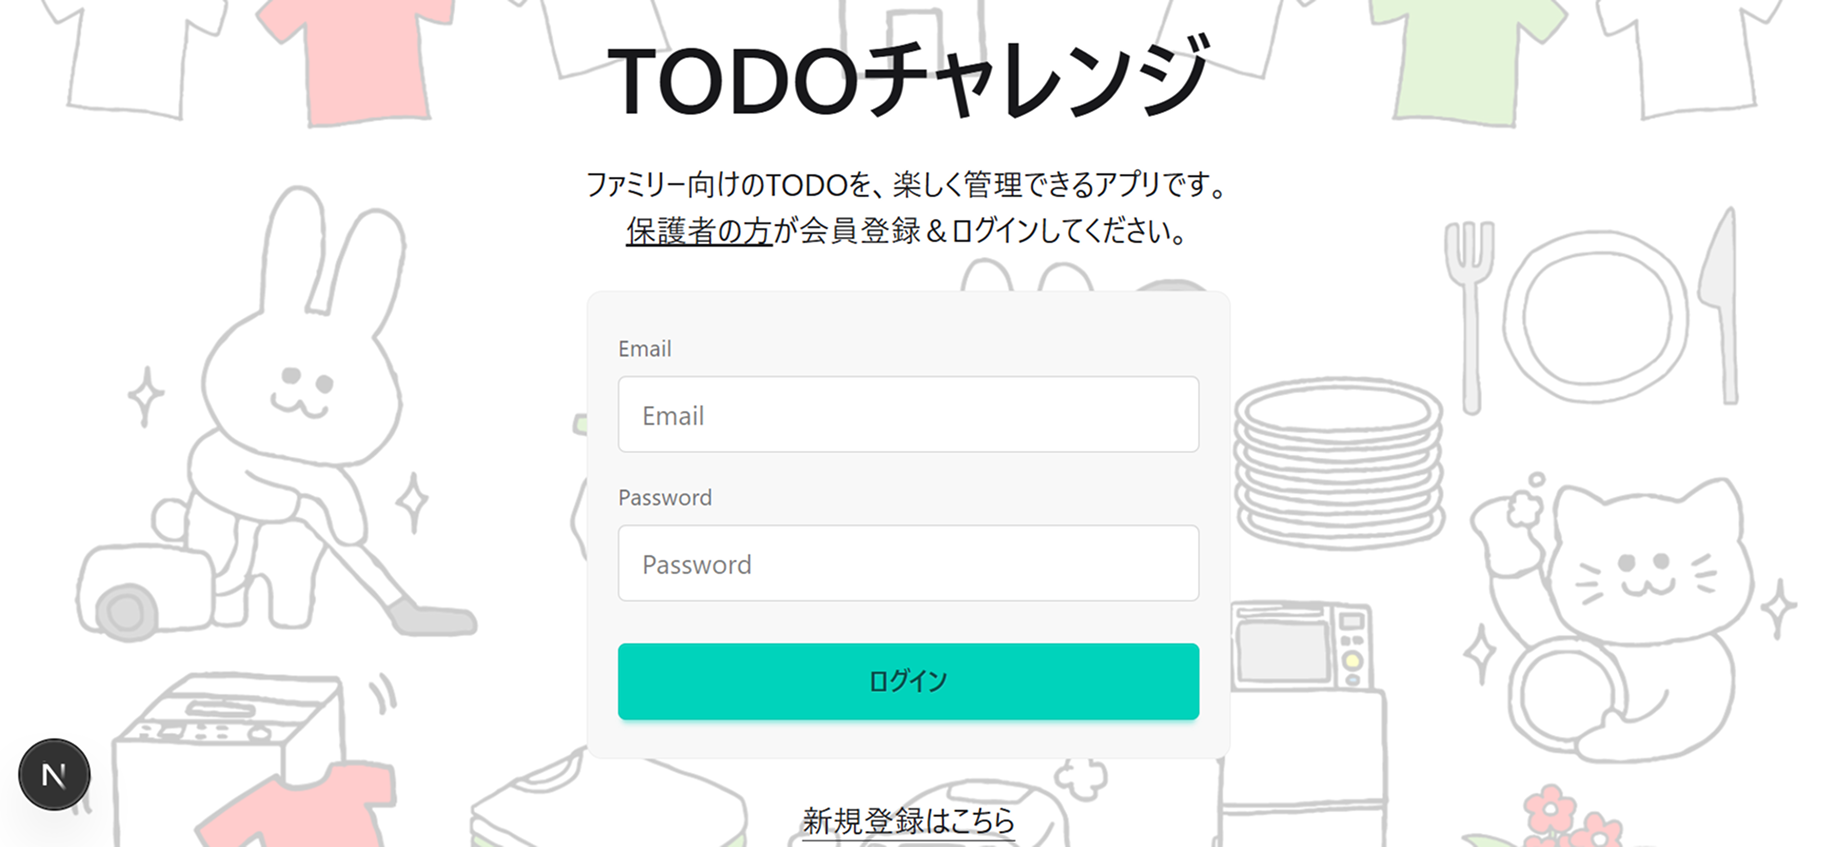 TODOチャレンジ
ファミリー向けのTODOを、楽しく管理できるアプリです。
保護者の方が会員登録＆ログインしてください。
Email
Email
Password
Password
ログイン
N
新規登録はこちら